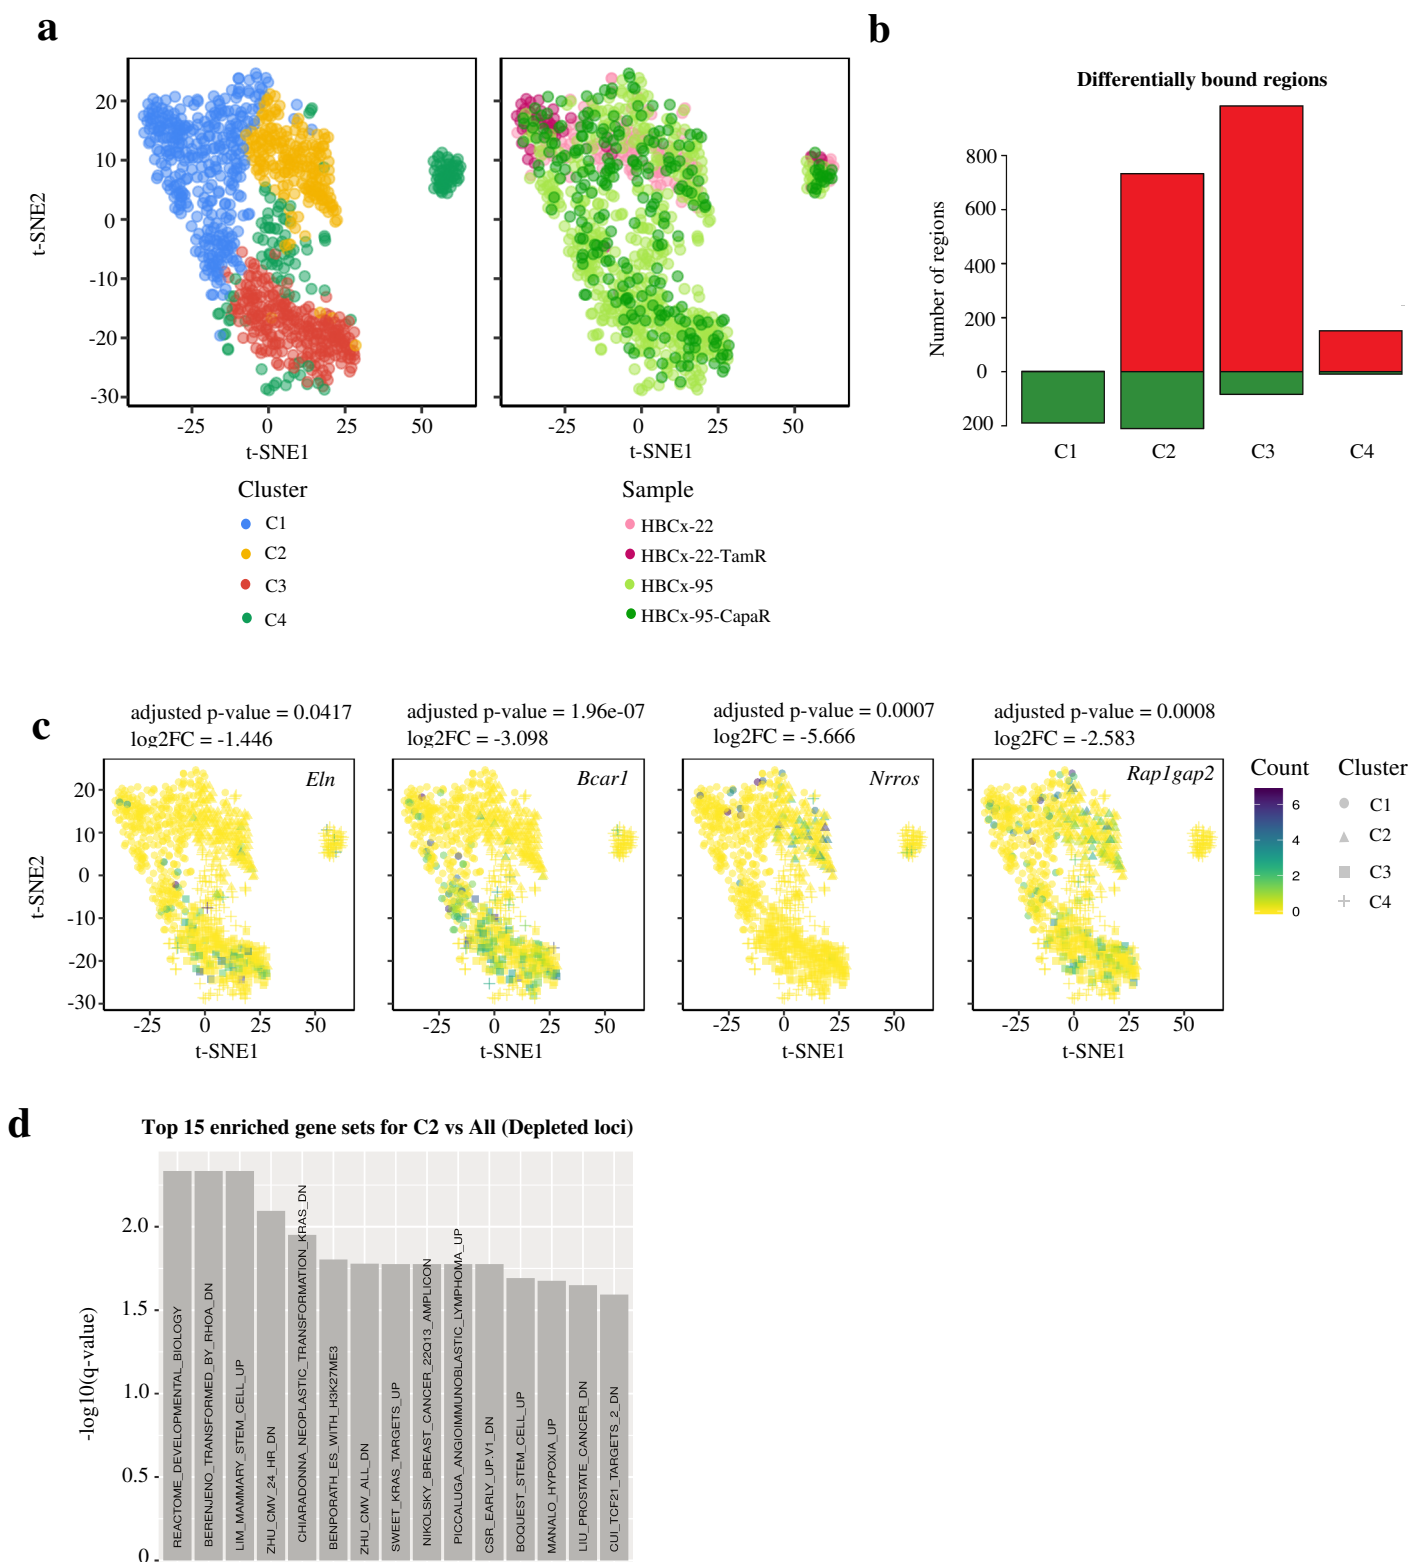 a
b
20
10
0
-10
-20
-30
t-SNE2
-25
0
25
50
t-SNE1
-25
0
25
50
t-SNE1
Cluster
C1
C2
C3
C4
Sample
HBCx-22
HBCx-22-TamR
HBCx-95
HBCx-95-CapaR
Differentially bound regions
Number of regions
800
600
400
200
0
200
C1
C2
C3
C4
c
adjusted p-value = 0.0417
log2FC = -1.446
adjusted p-value = 1.96e-07
log2FC = -3.098
adjusted p-value = 0.0007
log2FC = -5.666
adjusted p-value = 0.0008
log2FC = -2.583
Eln
Bcar1
Nrros
Rap1gap2
t-SNE2
20
10
0
-10
-20
-30
-25
0
25
50
t-SNE1
-25
0
25
50
t-SNE1
-25
0
25
50
t-SNE1
-25
0
25
50
t-SNE1
Count
6
4
2
0
Cluster
C1
C2
C3
C4
d
Top 15 enriched gene sets for C2 vs All (Depleted loci)
-log10(q-value)
2.0
1.5
1.0
0.5
0
REACTOME_DEVELOPMENTAL_BIOLOGY
BERENJENO_TRANSFORMED_BY_RHOA_DN
LIM_MAMMARY_STEM_CELL_UP
ZHU_CMV_24_HR_DN
CHIARADONNA_NEOPLASTIC_TRANSFORMATION_KRAS_DN
BENPORATH_ES_WITH_H3K27ME3
ZHU_CMV_ALL_DN
SWEET_KRAS_TARGETS_UP
NIKOLSKY_BREAST_CANCER_22Q13_AMPLICON
PICCALUGA_ANGIOIMMUNOBLASTIC_LYMPHOMA_UP
CSR_EARLY_UP.V1_DN
BOQUEST_STEM_CELL_UP
MANALO_HYPOXIA_UP
LIU_PROSTATE_CANCER_DN
CUI_TCF21_TARGETS_2_DN